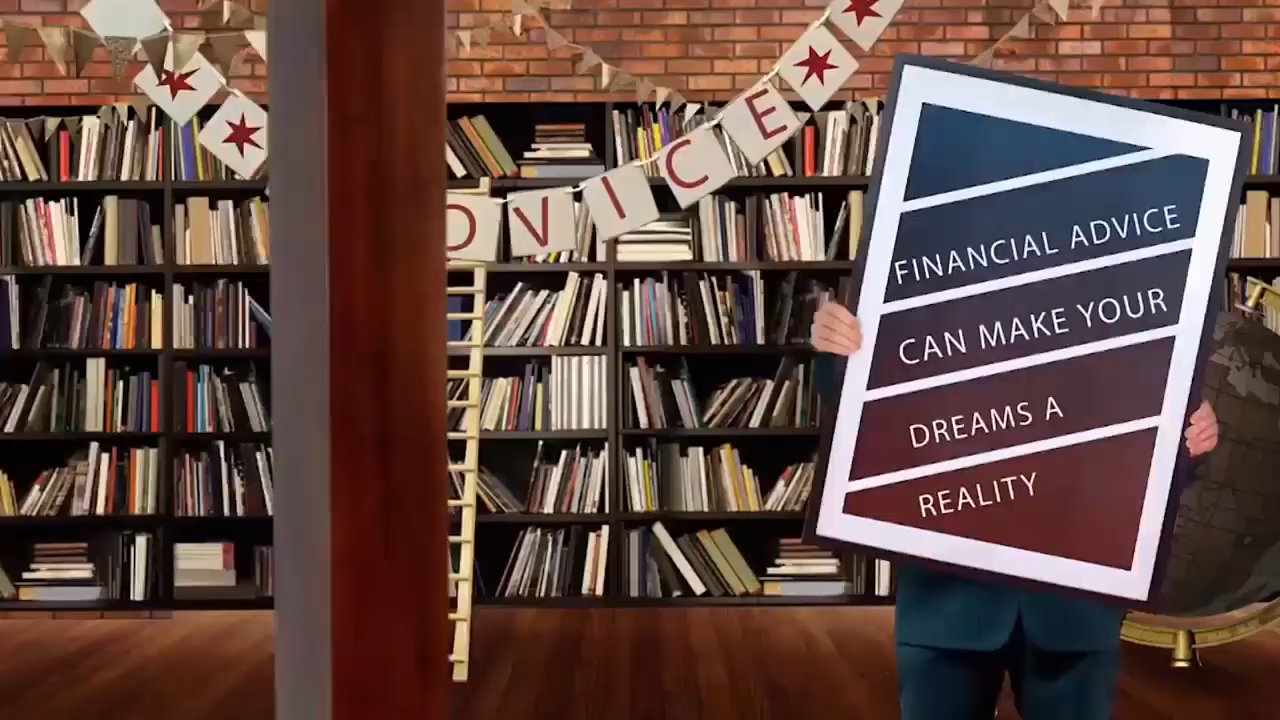 DVICE
FINANCIAL ADVICE
CAN MAKE YOUR
DREAMS A
REALITY